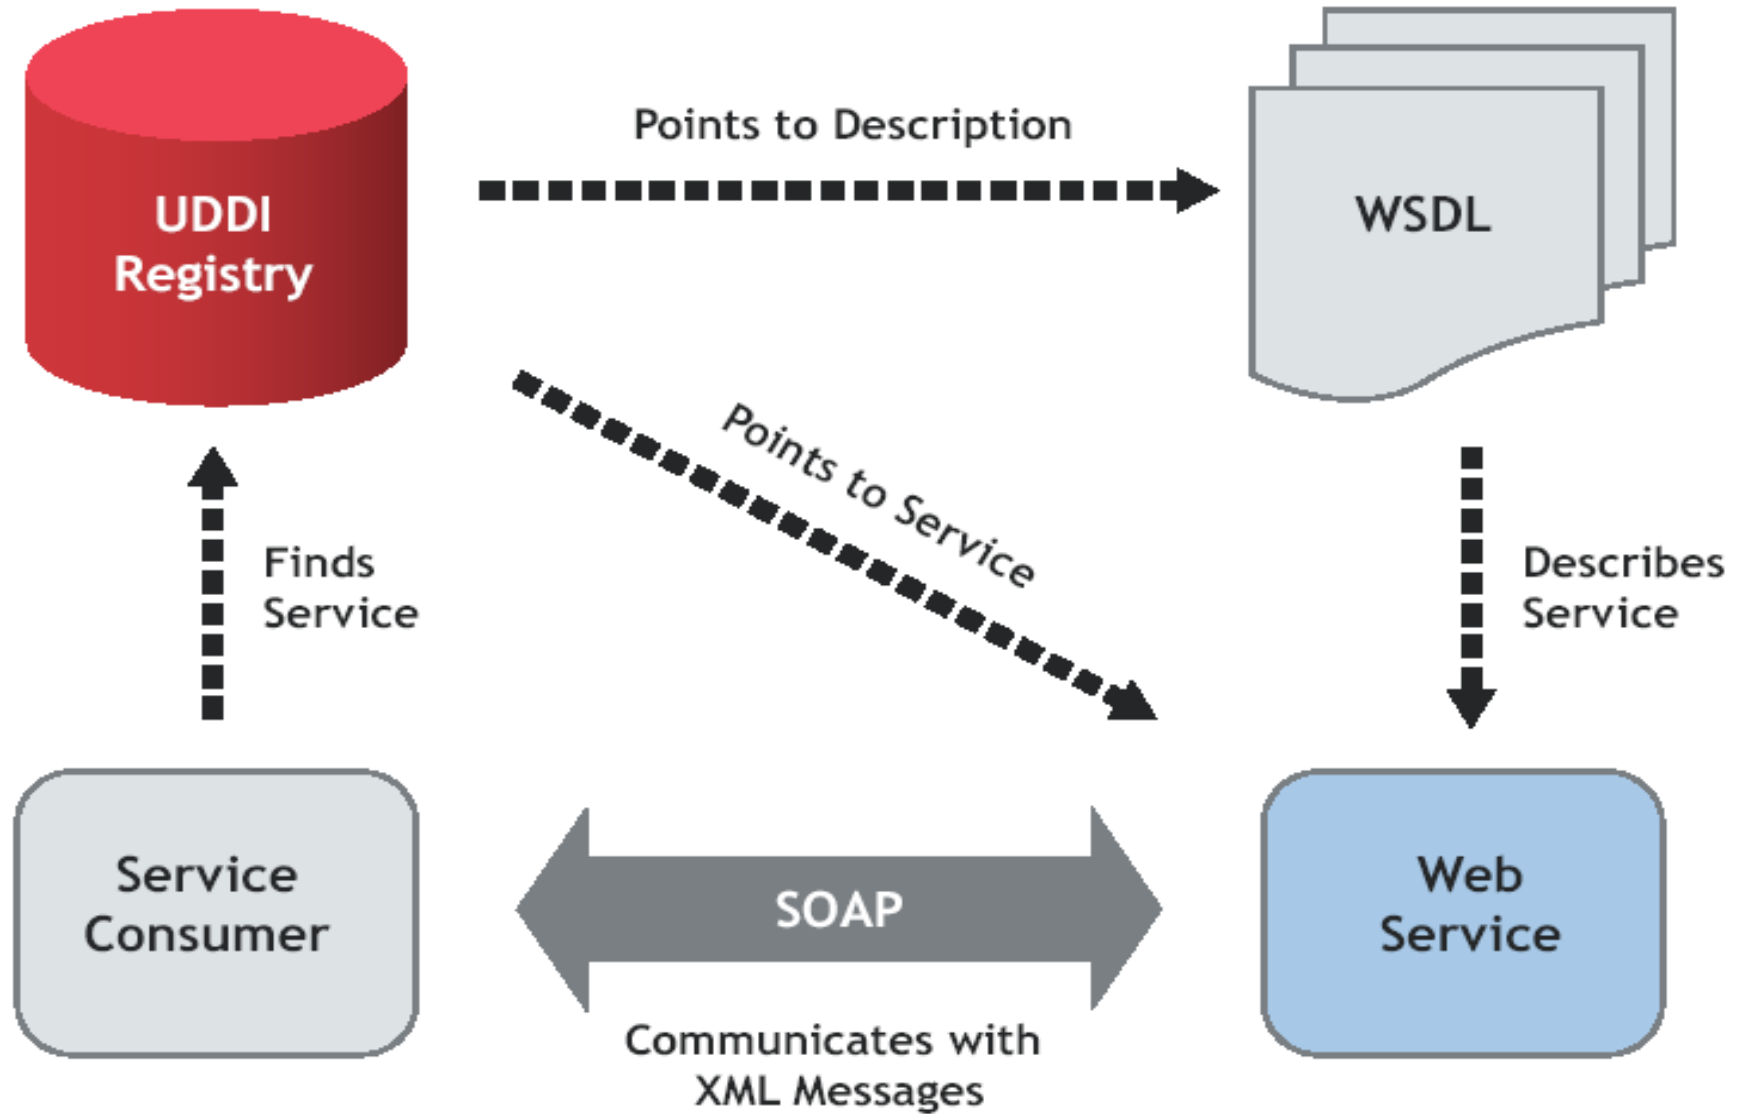 UDDI
Registry
Points to Description
WSDL
Points to Service
Finds
Service
Describes
Service
Service
Consumer
SOAP
Web
Service
Communicates with
XML Messages